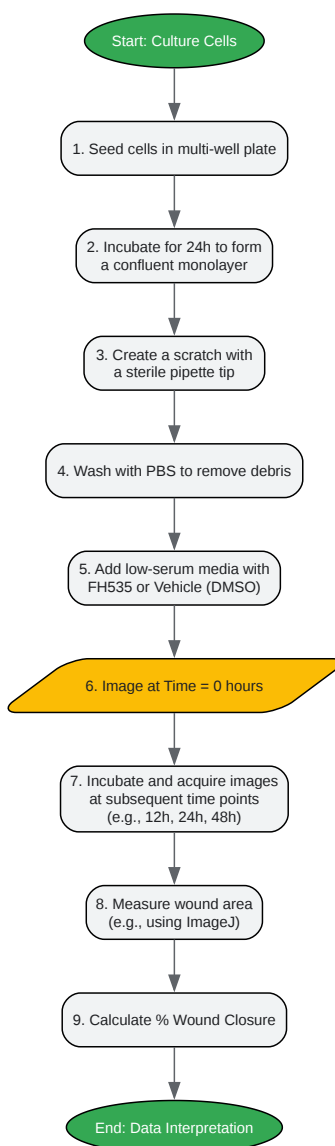 Start: Culture Cells
1. Seed cells in multi-well plate
2. Incubate for 24h to form
a confluent monolayer
3. Create a scratch with
a sterile pipette tip
4. Wash with PBS to remove debris
5. Add low-serum media with
FH535 or Vehicle (DMSO)
6. Image at Time = 0 hours
7. Incubate and acquire images
at subsequent time points
(e.g., 12h, 24h, 48h)
8. Measure wound area
(e.g., using ImageJ)
9. Calculate % Wound Closure
End: Data Interpretation